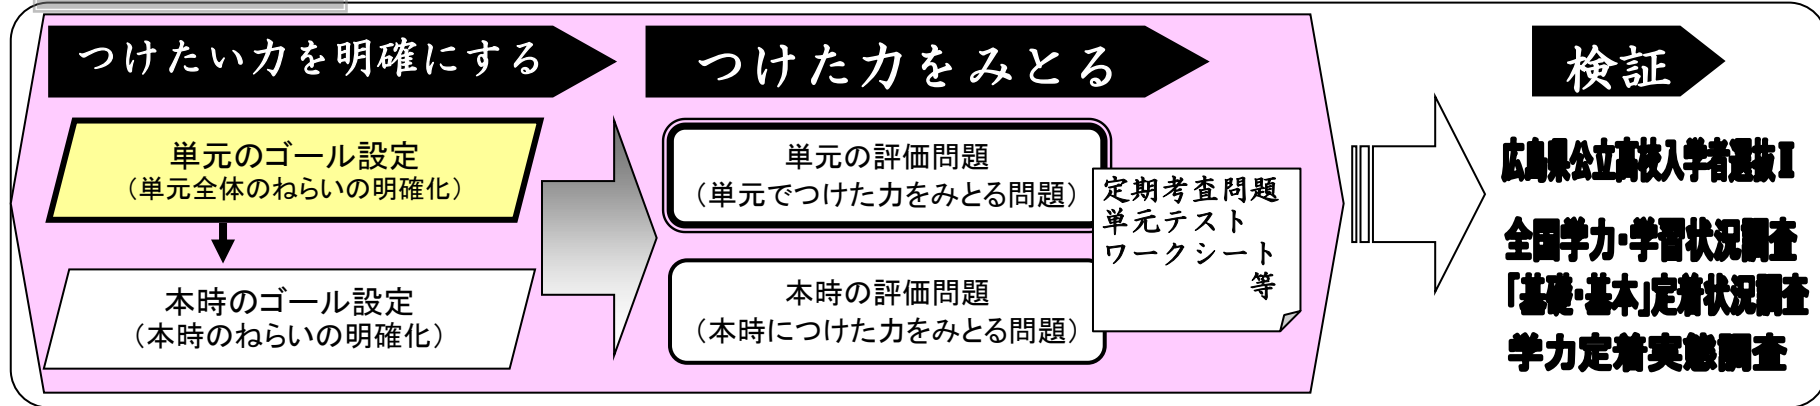 つけたい力を明確にする
単元のゴール設定
（単元全体のねらいの明確化）
本時のゴール設定
（本時のねらいの明確化）
つけた力をみとる
単元の評価問題
（単元でつけた力をみとる問題）
本時の評価問題
（本時につけた力をみとる問題）
定期考査問題
単元テスト
ワークシート
等
検証
広島県公立高校入学者選抜Ⅱ
全国学力・学習状況調査
「基礎・基本」定着状況調査
学力定着実態調査